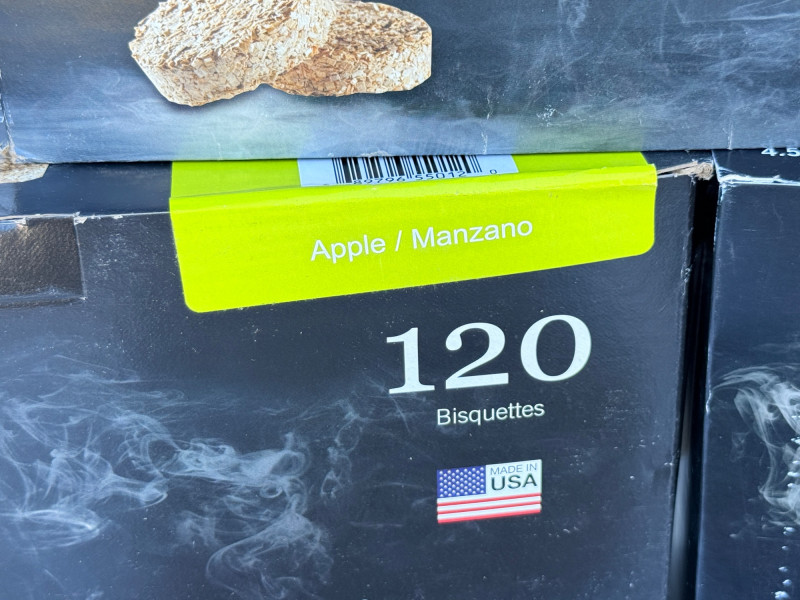 Apple / Manzano
120
Bisquettes
MADE IN
USA